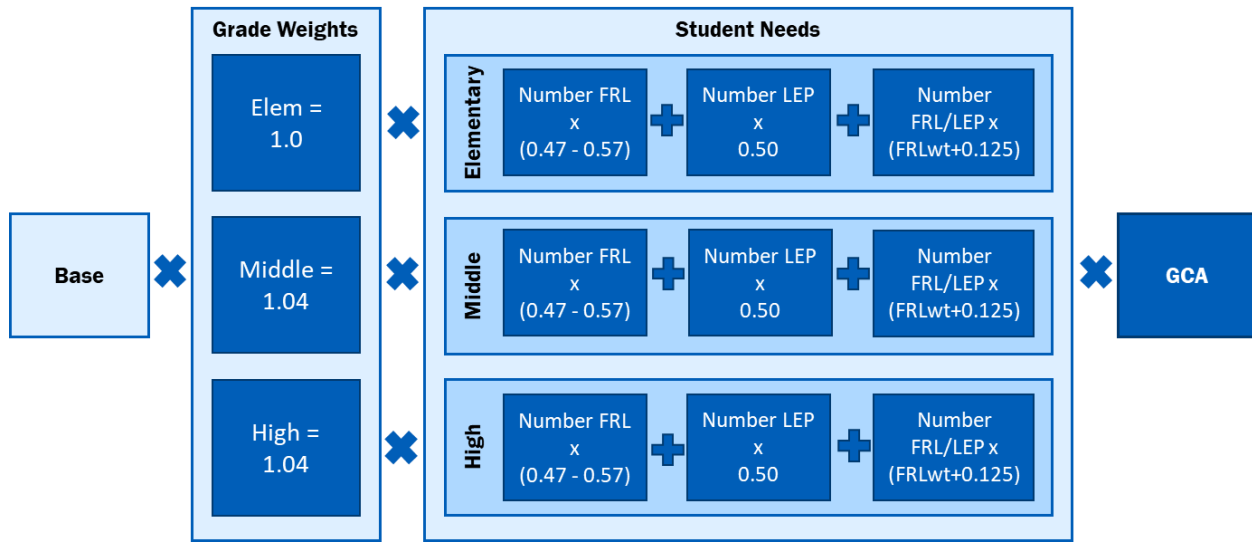 Grade Weights
Student Needs
Elem =
1.0
Elementary
Number FRL
x
(0.47 - 0.57)
Number LEP
x
0.50
Number
FRL/LEP x
(FRLwt+0.125)
Base
Middle =
1.04
Middle
Number FRL
x
(0.47 - 0.57)
Number LEP
x
0.50
Number
FRL/LEP x
(FRLwt+0.125)
GCA
High =
1.04
High
Number FRL
x
(0.47 - 0.57)
Number LEP
x
0.50
Number
FRL/LEP x
(FRLwt+0.125)